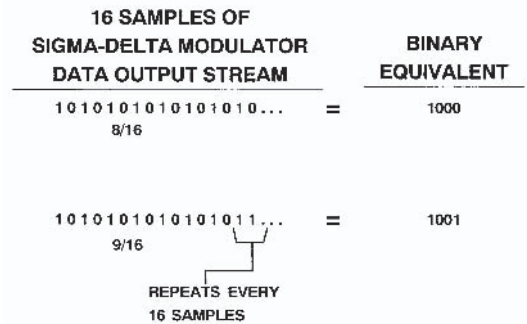 16 SAMPLES OF
SIGMA-DELTA MODULATOR
DATA OUTPUT STREAM
BINARY
EQUIVALENT
1010101010101010... = 1000
8/16
1010101010101011... = 1001
9/16
REPEATS EVERY
16 SAMPLES